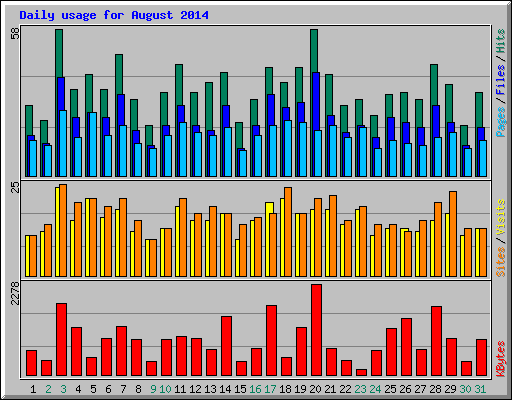 Daily usage for August 2014
58
Pages / Files / Hits
25
Sites / Visits
2278
KBytes
1 2 3 4 5 6 7 8 9 10 11 12 13 14 15 16 17 18 19 20 21 22 23 24 25 26 27 28 29 30 31